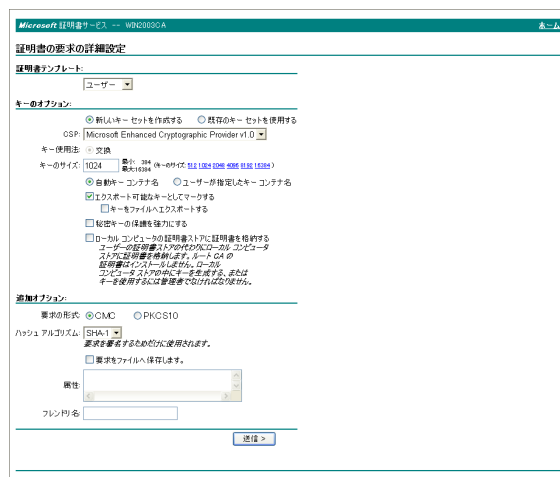 Microsoft 証明書サービス -- WIN2003CA ホーム
証明書の要求の詳細設定
証明書テンプレート:
ユーザー
キーのオプション:
新しいキー セットを作成する 既存のキー セットを使用する
CSP: Microsoft Enhanced Cryptographic Provider v1.0
キー使用法: 交換
キーのサイズ: 1024 最小: 384 最大:16384 (キーのサイズ: 512 1024 2048 4096 8192 16384 )
自動キー コンテナ名 ユーザーが指定したキー コンテナ名
エクスポート可能なキーとしてマークする
キーをファイルへエクスポートする
秘密キーの保護を強力にする
ローカル コンピュータの証明書ストアに証明書を格納する
ユーザーの証明書ストアの代わりにローカル コンピュータ
ストアに証明書を格納します。ルート CA の
証明書はインストールしません。ローカル
コンピュータ ストアの中にキーを生成する、または
キーを使用するには管理者でなければなりません。
追加オプション:
要求の形式: CMC PKCS10
ハッシュ アルゴリズム: SHA-1
要求を署名するためだけに使用されます。
要求をファイルへ保存します。
属性:
フレンドリ名:
送信 >